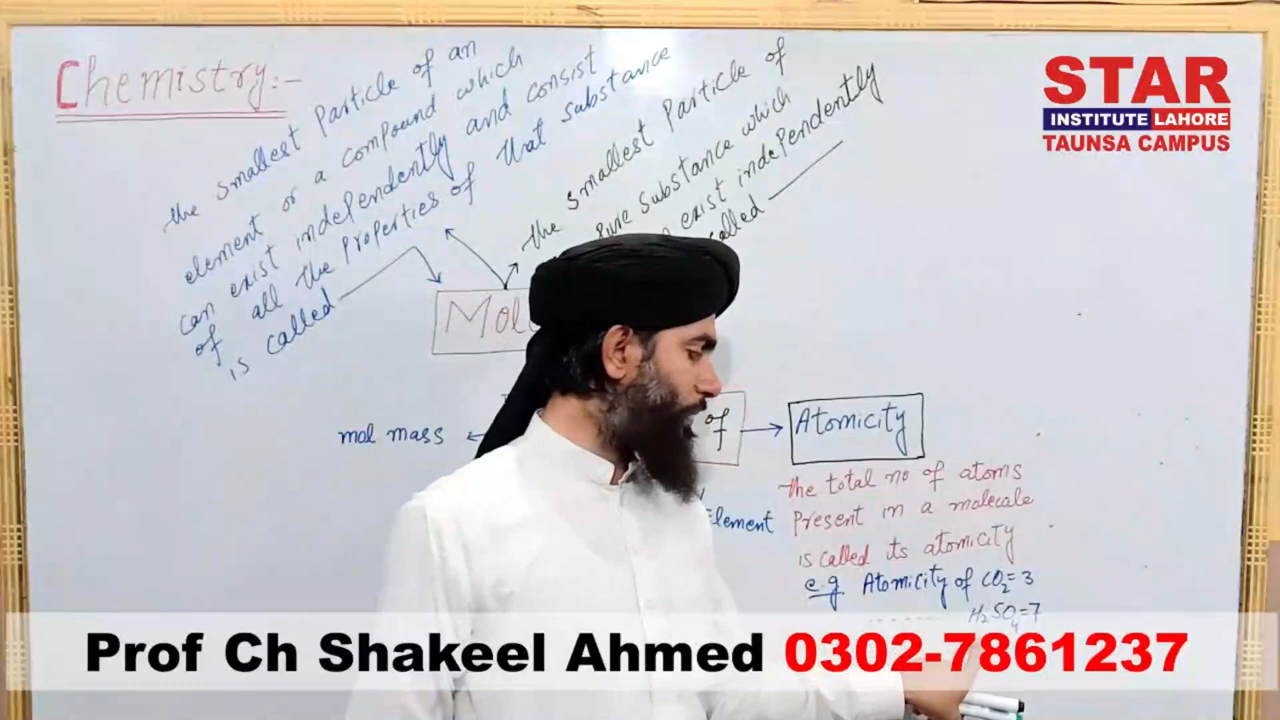 Chemistry:-
the smallest Particle of an
element or a compound which
can exist independently and consist
of all the Properties of that substance
is called
the smallest Particle of
Pure substance which
exist independently
called
Mol
mol mass
of
Atomicity
Element
the total no of atoms
Present in a molecule
is called its atomicity
e.g Atomicity of CO₂=3
H₂SO₄=7
STAR
INSTITUTE LAHORE
TAUNSA CAMPUS
Prof Ch Shakeel Ahmed 0302-7861237